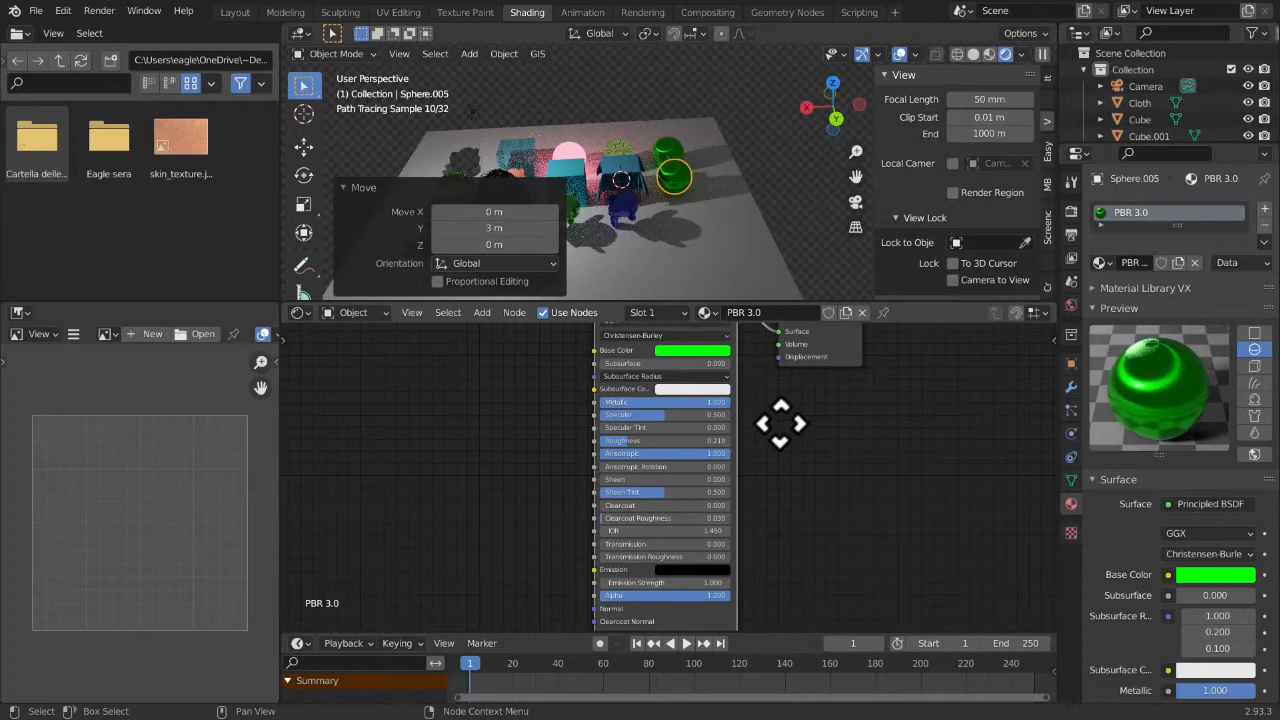 File Edit Render Window Help
Layout Modeling Sculpting UV Editing Texture Paint Shading Animation Rendering Compositing Geometry Nodes Scripting
Scene View Layer
View Select
Global Options
C:\Users\eagle\OneDrive\~De...
Object Mode View Select Add Object GIS
User Perspective
(1) Collection | Sphere.005
Path Tracing Sample 10/32
Cartella delle...
Eagle sera
skin_texture.j...
Move
Move X 0 m
Y 3 m
Z 0 m
Orientation Global
Proportional Editing
View
Focal Length 50 mm
Clip Start 0.01 m
End 1000 m
Local Camer Cam...
Render Region
View Lock
Lock to Obje
Lock To 3D Cursor
Camera to View
Easy
MB
Screenc
Scene Collection
Collection
Camera
Cloth
Cube
Cube.001
Sphere.005 PBR 3.0
PBR 3.0
PBR ... Data
Material Library VX
Preview
View New Open
Object View Select Add Node Use Nodes Slot 1 PBR 3.0
Christensen-Burley
Base Color
Subsurface 0.000
Subsurface Radius
Subsurface Co...
Metallic 1.000
Specular 0.500
Specular Tint 0.000
Roughness 0.218
Anisotropic 1.000
Anisotropic Rotation 0.000
Sheen 0.000
Sheen Tint 0.500
Clearcoat 0.000
Clearcoat Roughness 0.030
IOR 1.450
Transmission 0.000
Transmission Roughness 0.000
Emission
Emission Strength 1.000
Alpha 1.000
Normal
Clearcoat Normal
Surface
Volume
Displacement
PBR 3.0
Surface
Surface Principled BSDF
GGX
Christensen-Burle
Base Color
Subsurface 0.000
Subsurface R... 1.000
0.200
0.100
Subsurface C...
Metallic 1.000
Playback Keying View Marker 1 Start 1 End 250
1 20 40 60 80 100 120 140 160 180 200 220 240
Summary
Select Box Select Pan View Node Context Menu 2.93.3